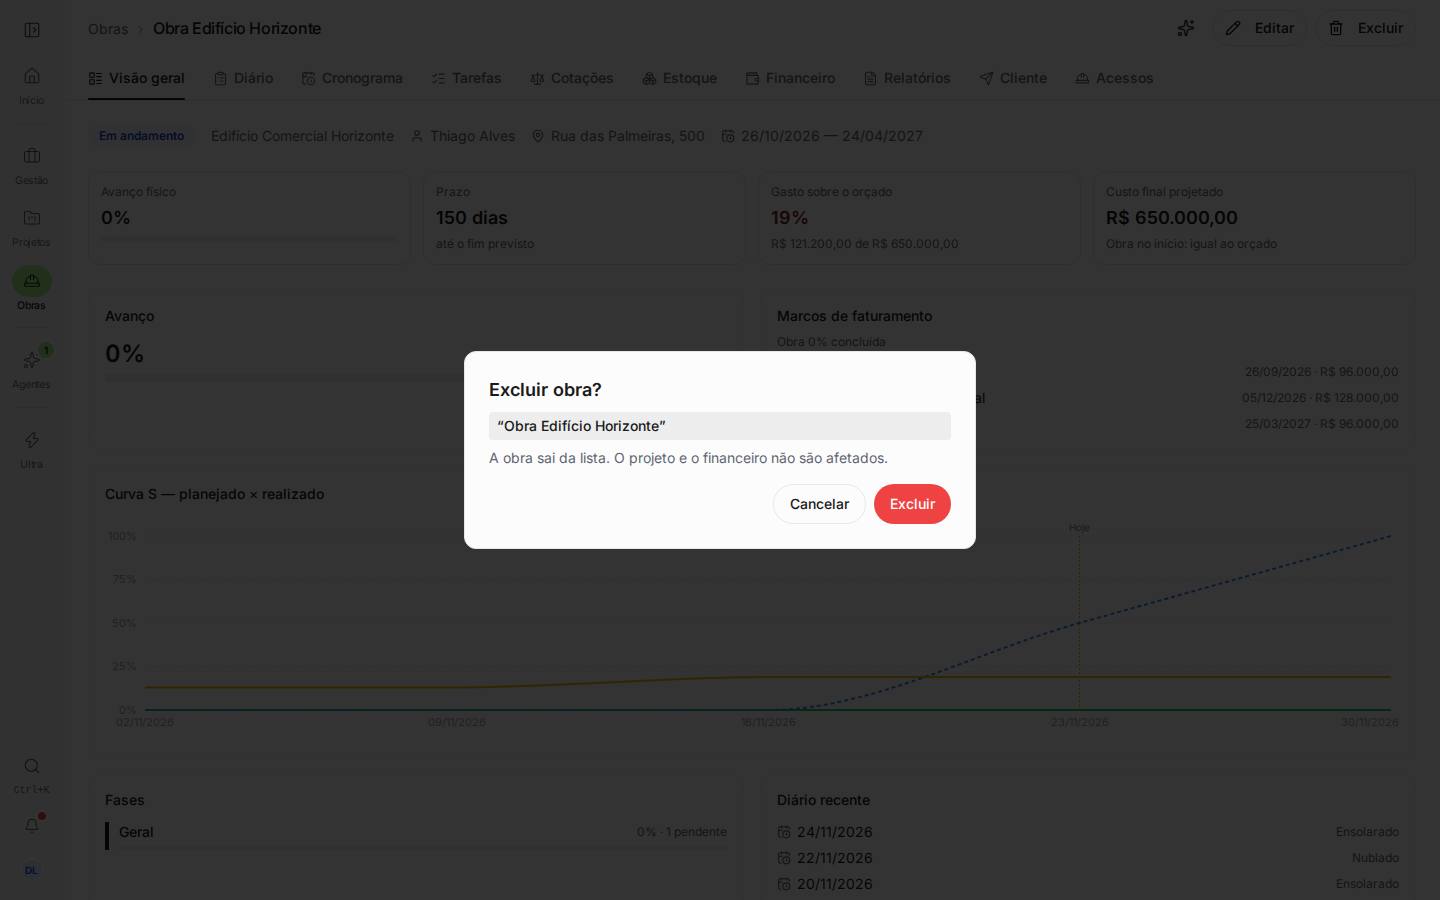 Obras
Obra Edifício Horizonte
Editar
Excluir
Visão geral
Diário
Cronograma
Tarefas
Cotações
Estoque
Financeiro
Relatórios
Cliente
Acessos
Início
Gestão
Projetos
Obras
1
Agentes
Ultra
Ctrl+K
DL
Em andamento
Edifício Comercial Horizonte
Thiago Alves
Rua das Palmeiras, 500
26/10/2026 — 24/04/2027
Avanço físico
0%
Prazo
150 dias
até o fim previsto
Gasto sobre o orçado
19%
R$ 121.200,00 de R$ 650.000,00
Custo final projetado
R$ 650.000,00
Obra no início: igual ao orçado
Avanço
0%
Marcos de faturamento
Obra 0% concluída
26/09/2026 · R$ 96.000,00
al
05/12/2026 · R$ 128.000,00
25/03/2027 · R$ 96.000,00
Excluir obra?
“Obra Edifício Horizonte”
A obra sai da lista. O projeto e o financeiro não são afetados.
Cancelar
Excluir
Curva S — planejado × realizado
Hoje
100%
75%
50%
25%
0%
02/11/2026
09/11/2026
16/11/2026
23/11/2026
30/11/2026
Fases
Geral
0% · 1 pendente
Diário recente
24/11/2026
Ensolarado
22/11/2026
Nublado
20/11/2026
Ensolarado